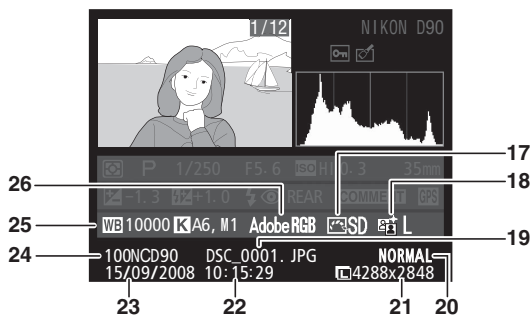 1/12 NIKON D90
17
P 1/250 F5.6 ISO HI 0.3 35mm
26 -1.3 +1.0 REAR COMMENT GPS 18
25 WB 10000 K A6, M1 AdobeRGB SD L
19
24 100NCD90 DSC_0001.JPG NORMAL
15/09/2008 10:15:29 L 4288x2848
23 22 21 20